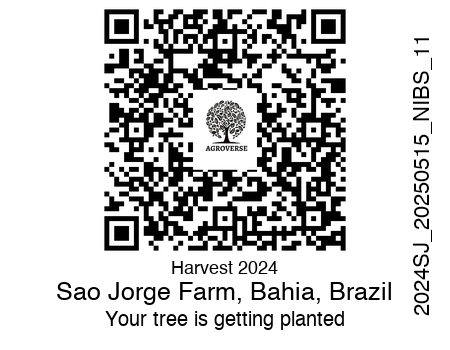 AGROVERSE
Harvest 2024
Sao Jorge Farm, Bahia, Brazil
Your tree is getting planted
2024SJ_20250515_NIBS_11